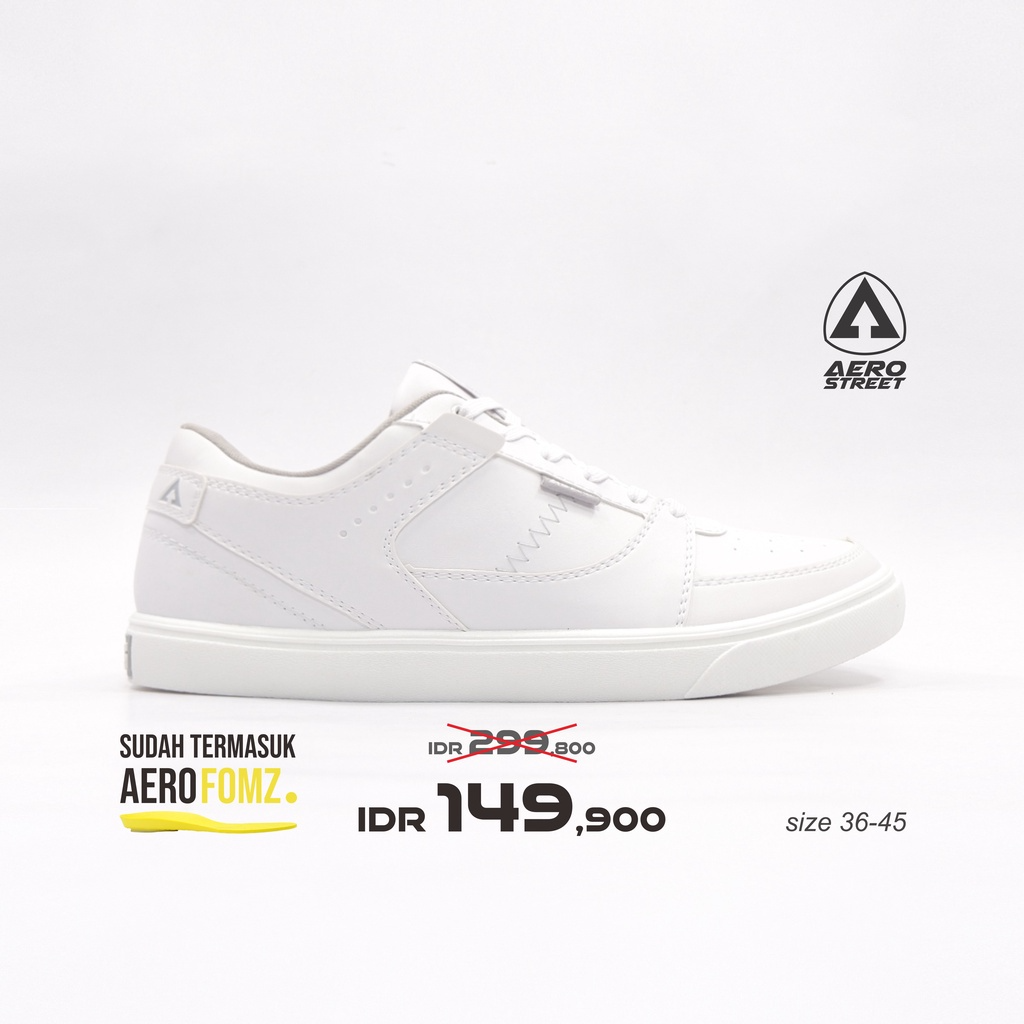 AERO
STREET
SUDAH TERMASUK
AEROFOMZ.
IDR 299,800
IDR 149,900
size 36-45